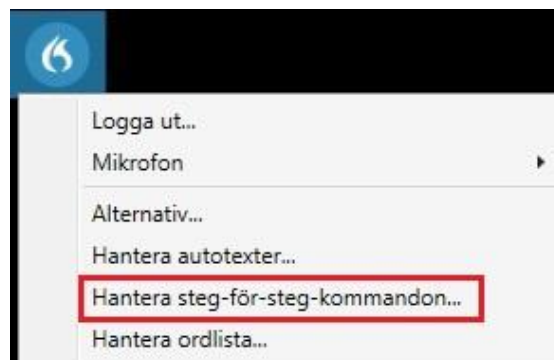 Logga ut...
Mikrofon
Alternativ...
Hantera autotexter...
Hantera steg-för-steg-kommandon...
Hantera ordlista...